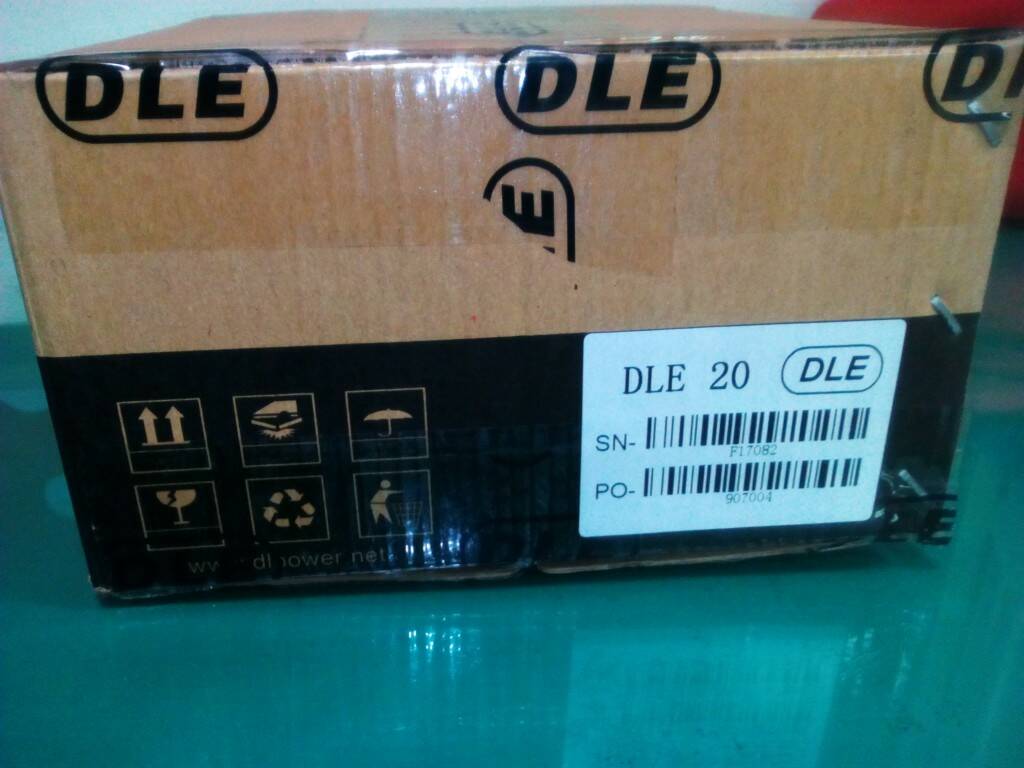 DLE DLE
DLE 20 DLE
SN-
F17082
PO-
907004